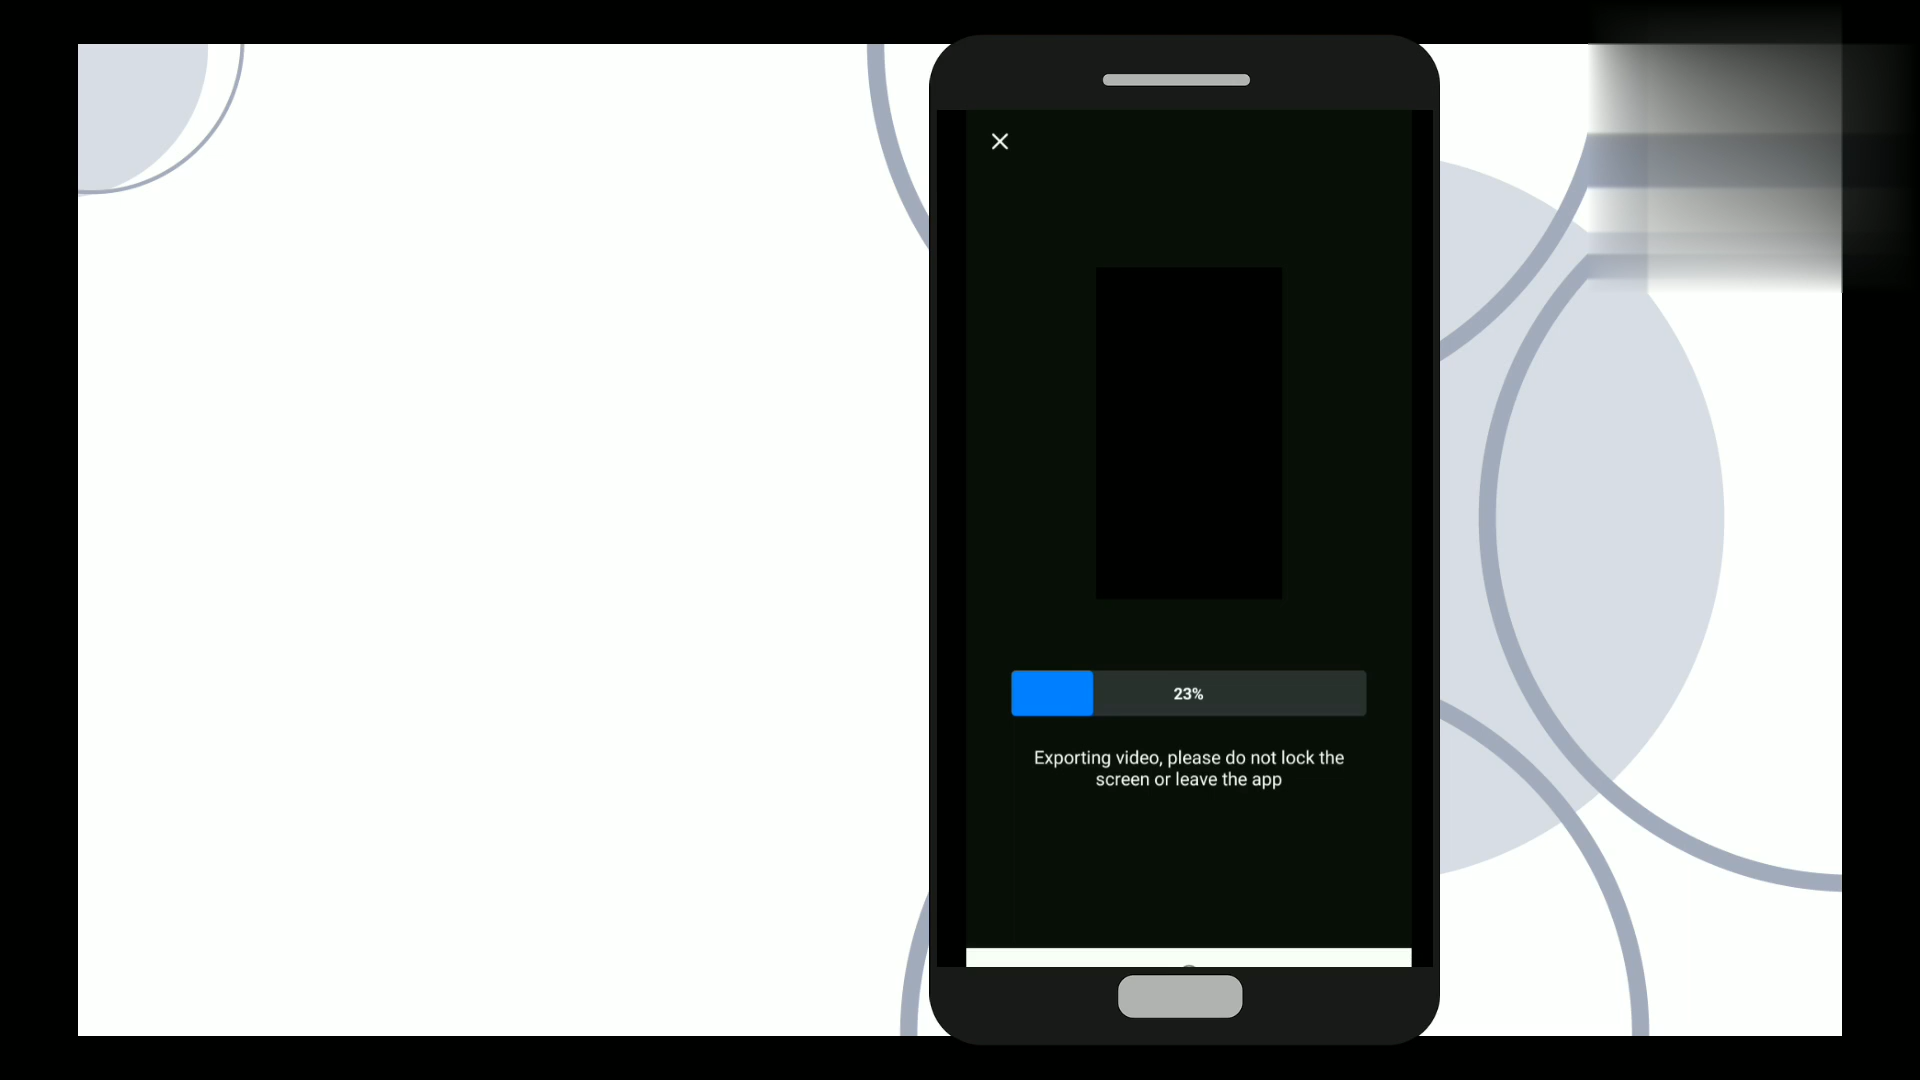 23%
Exporting video, please do not lock the
screen or leave the app